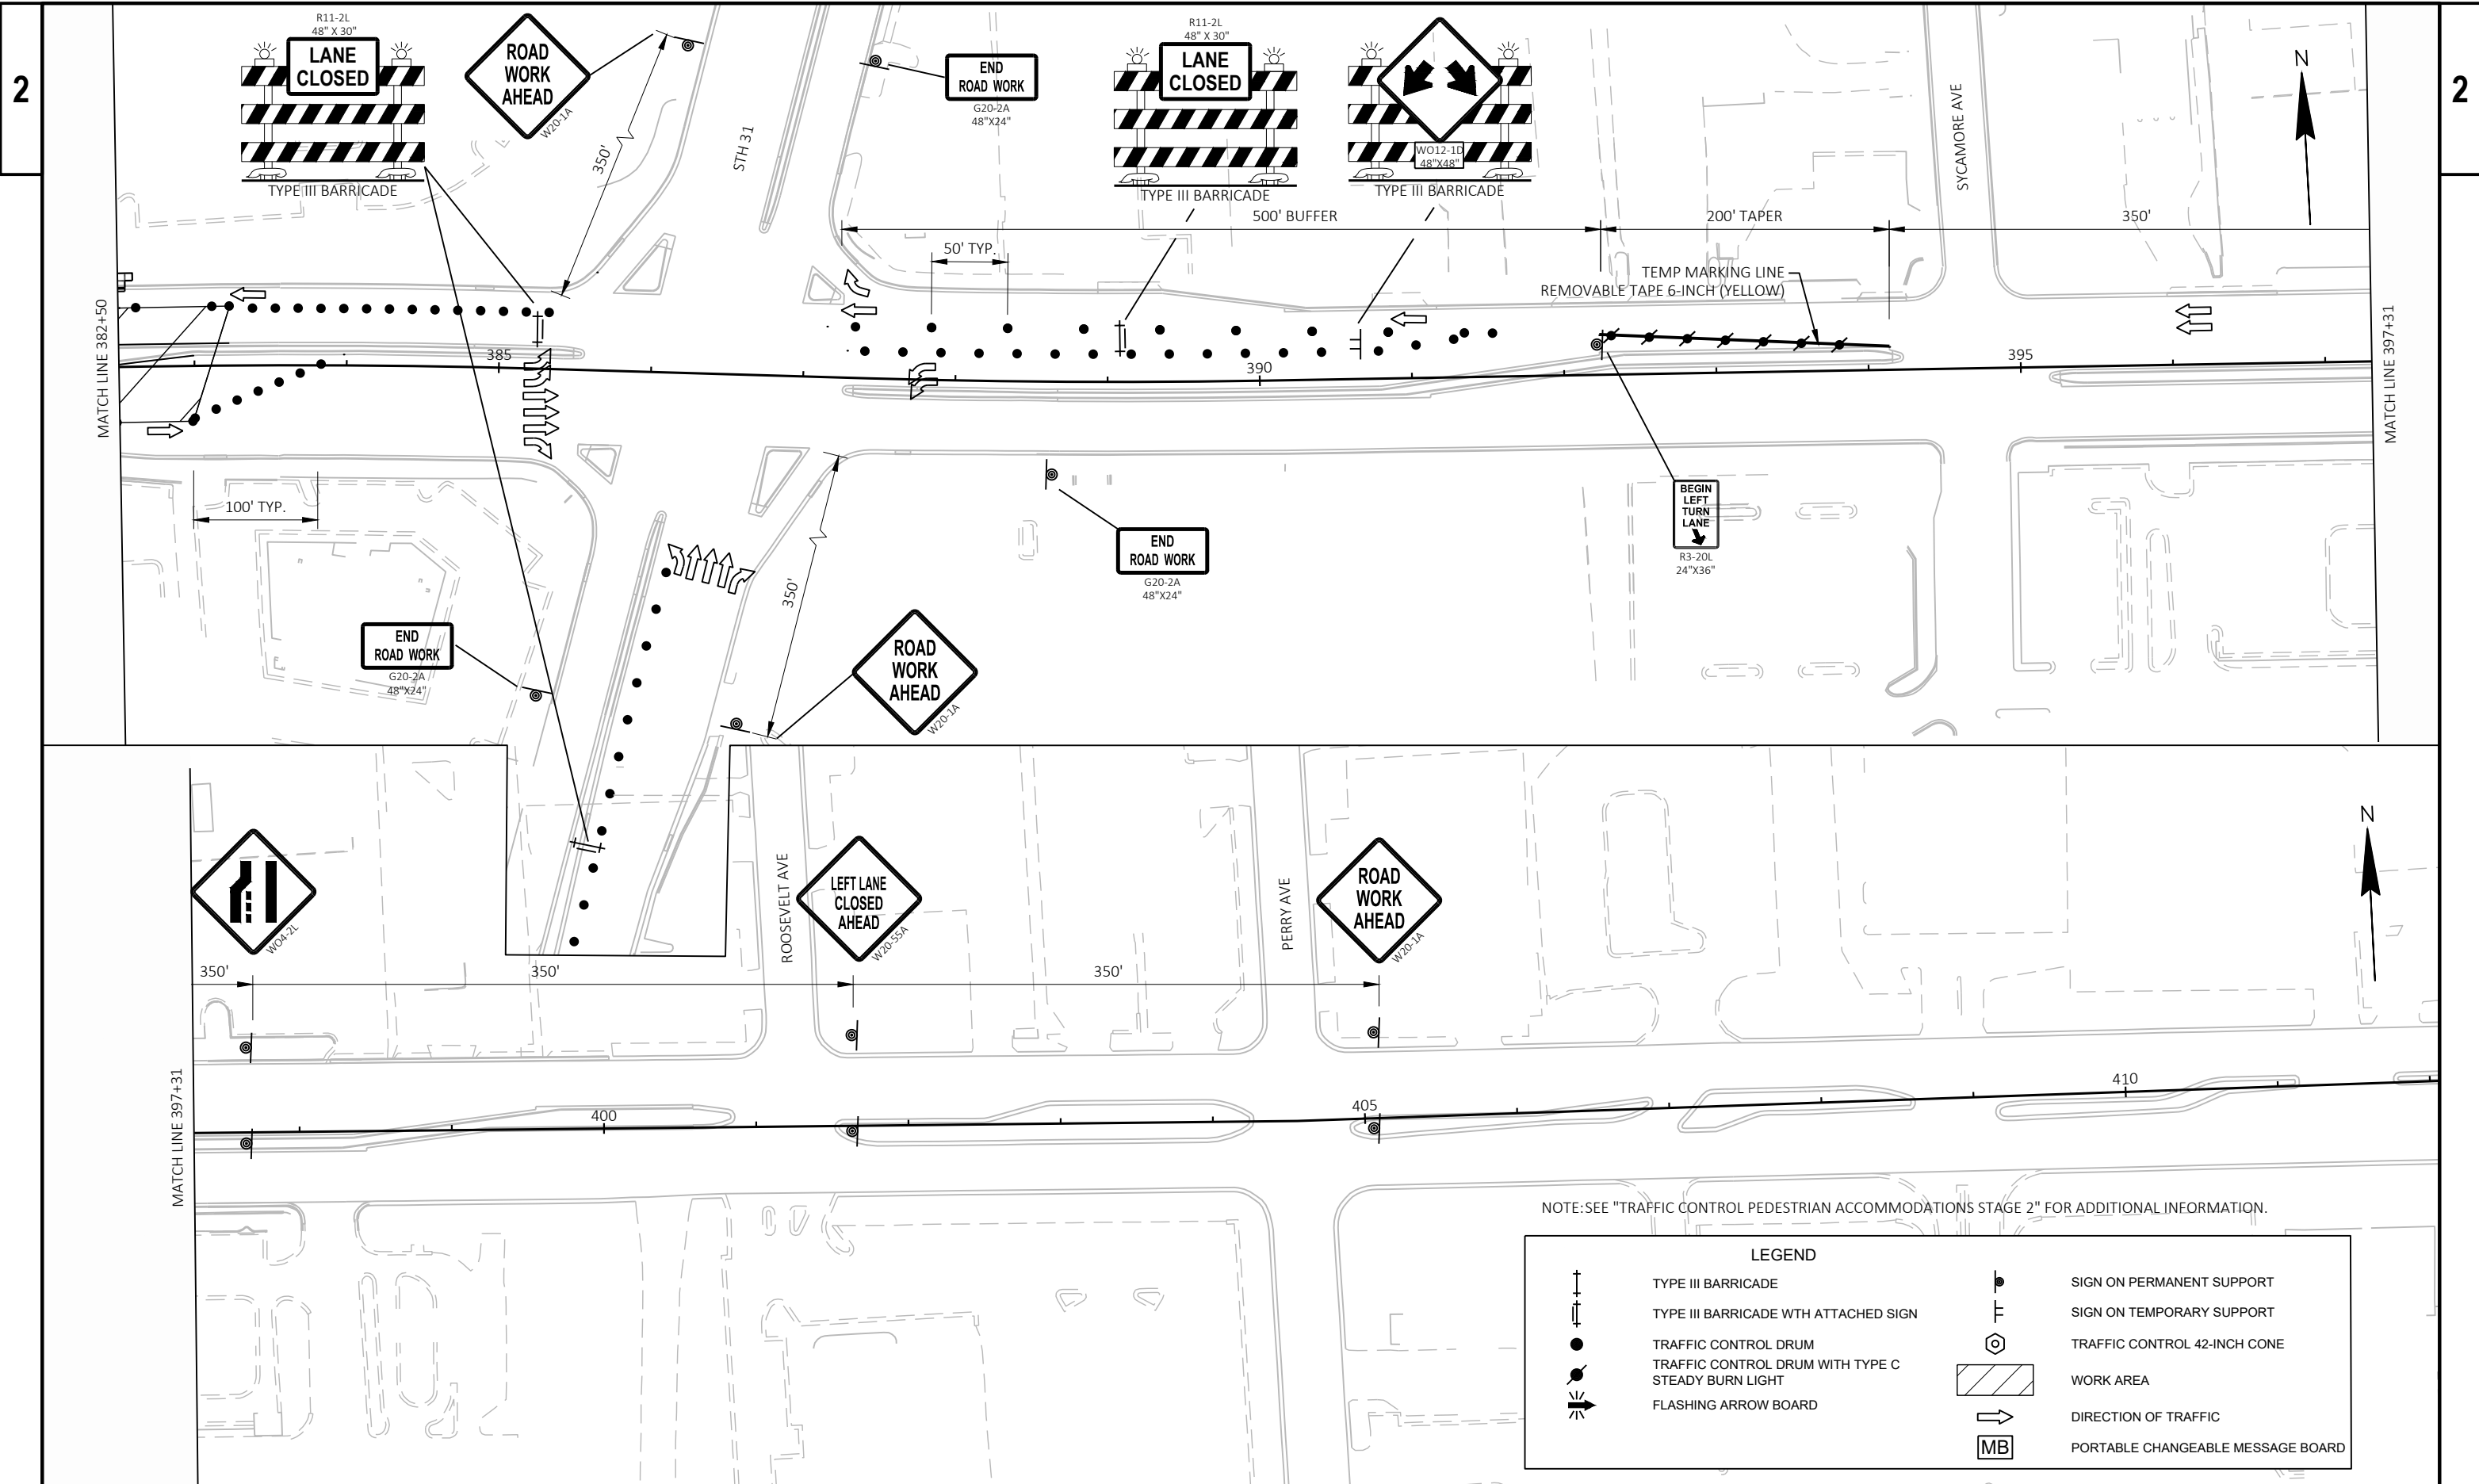 2
2
R11-2L
48" X 30"
LANE
CLOSED
TYPE III BARRICADE
ROAD
WORK
AHEAD
W20-1A
350'
STH 31
END
ROAD WORK
G20-2A
48"X24"
R11-2L
48" X 30"
LANE
CLOSED
TYPE III BARRICADE
WO12-1D
48"X48"
TYPE III BARRICADE
SYCAMORE AVE
N
500' BUFFER
200' TAPER
350'
50' TYP.
TEMP MARKING LINE
REMOVABLE TAPE 6-INCH (YELLOW)
MATCH LINE 382+50
385
390
395
MATCH LINE 397+31
100' TYP.
350'
END
ROAD WORK
G20-2A
48"X24"
BEGIN
LEFT
TURN
LANE
R3-20L
24"X36"
END
ROAD WORK
G20-2A
48"X24"
ROAD
WORK
AHEAD
W20-1A
WO4-2L
ROOSEVELT AVE
LEFT LANE
CLOSED
AHEAD
W20-55A
PERRY AVE
ROAD
WORK
AHEAD
W20-1A
N
350'
350'
350'
MATCH LINE 397+31
400
405
410
NOTE:SEE "TRAFFIC CONTROL PEDESTRIAN ACCOMMODATIONS STAGE 2" FOR ADDITIONAL INFORMATION.
LEGEND
TYPE III BARRICADE
TYPE III BARRICADE WTH ATTACHED SIGN
TRAFFIC CONTROL DRUM
TRAFFIC CONTROL DRUM WITH TYPE C
STEADY BURN LIGHT
FLASHING ARROW BOARD
SIGN ON PERMANENT SUPPORT
SIGN ON TEMPORARY SUPPORT
TRAFFIC CONTROL 42-INCH CONE
WORK AREA
DIRECTION OF TRAFFIC
MB
PORTABLE CHANGEABLE MESSAGE BOARD